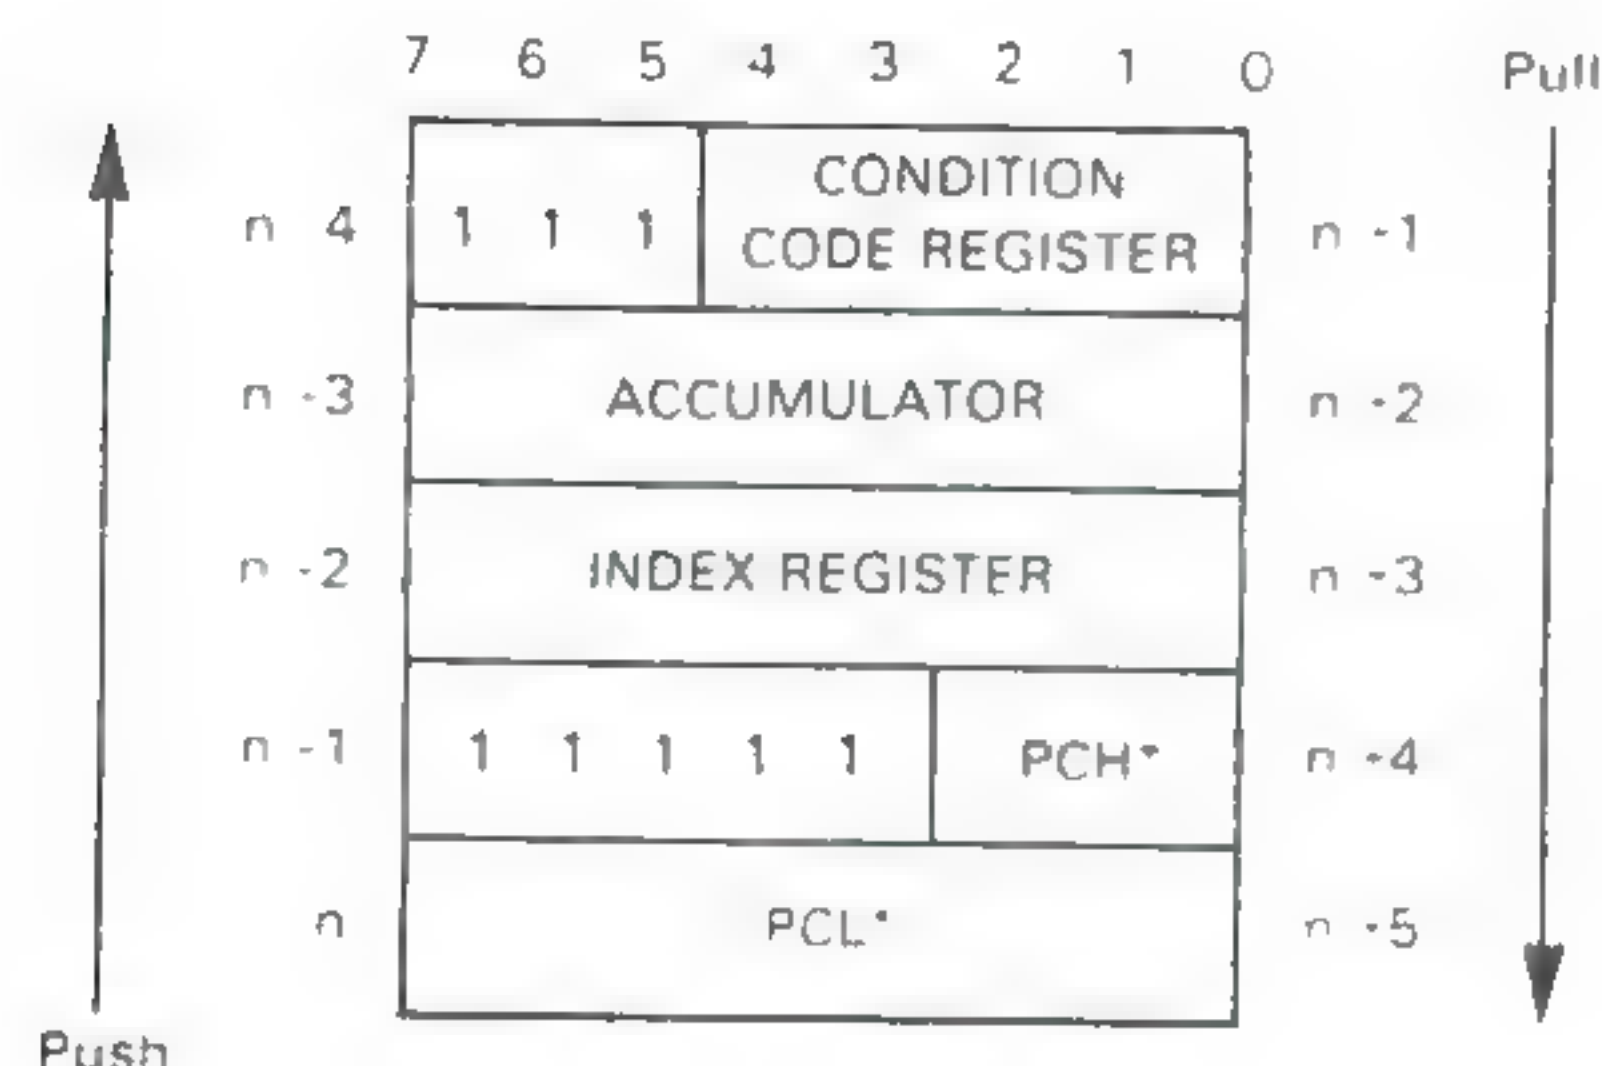 7 6 5 4 3 2 1 0 Pull
CONDITION
n 4 1 1 1 CODE REGISTER n -1
n -3 ACCUMULATOR n -2
n -2 INDEX REGISTER n -3
n -1 1 1 1 1 1 PCH* n -4
n PCL* n -5
Push